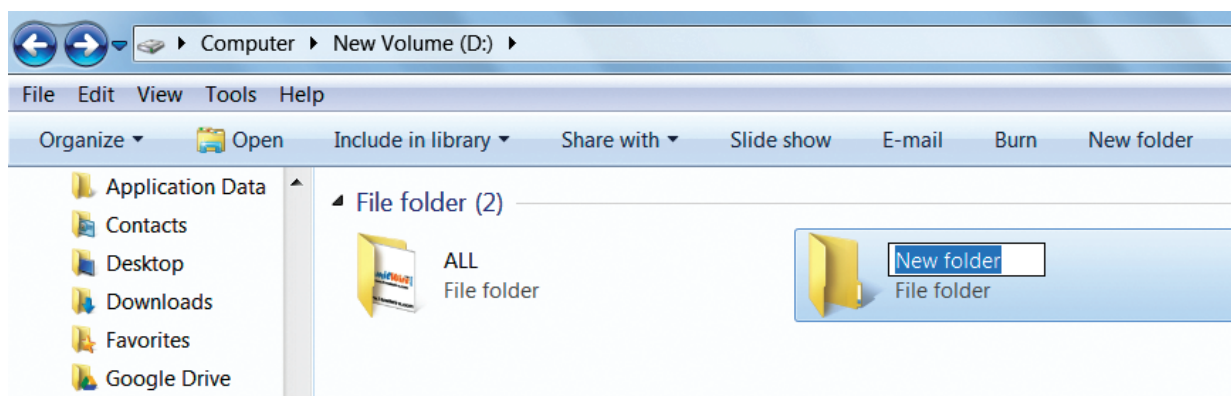 Computer New Volume (D:)
File Edit View Tools Help
Organize Open Include in library Share with Slide show E-mail Burn New folder
Application Data
Contacts
Desktop
Downloads
Favorites
Google Drive
File folder (2)
ALL
File folder
New folder
File folder